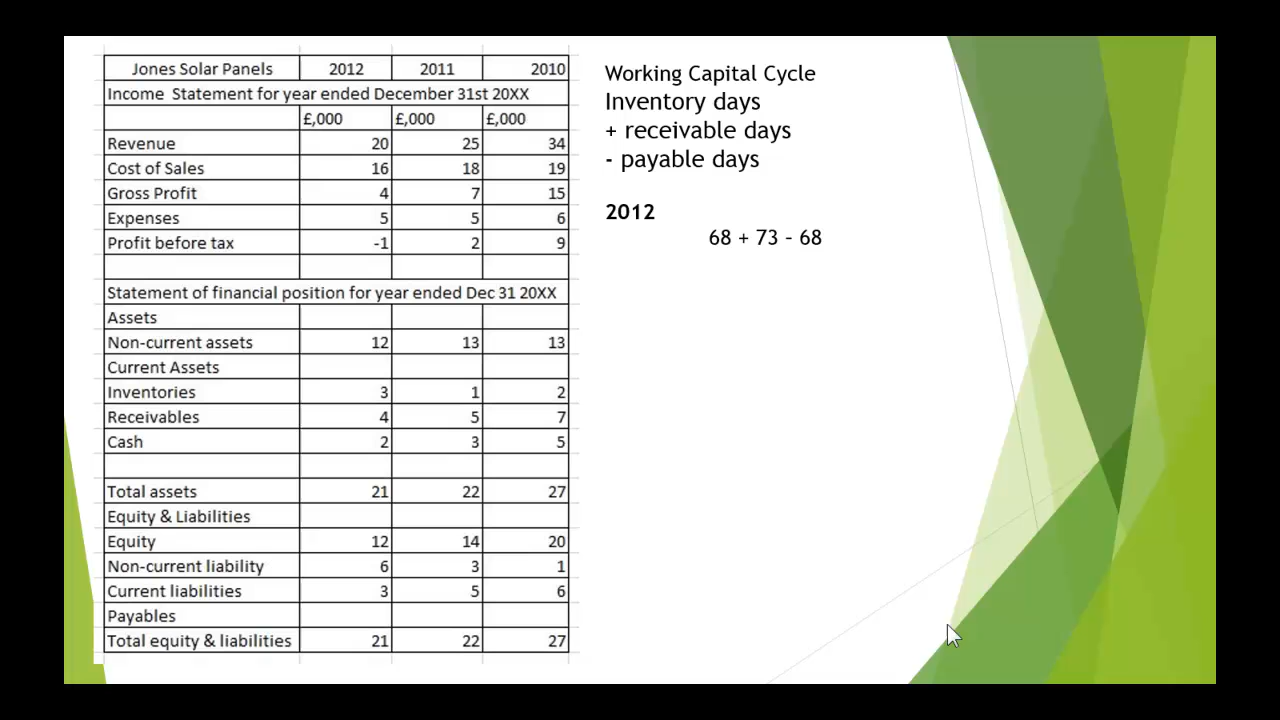 Jones Solar Panels 2012 2011 2010
Income Statement for year ended December 31st 20XX
£,000 £,000 £,000
Revenue 20 25 34
Cost of Sales 16 18 19
Gross Profit 4 7 15
Expenses 5 5 6
Profit before tax -1 2 9
Statement of financial position for year ended Dec 31 20XX
Assets
Non-current assets 12 13 13
Current Assets
Inventories 3 1 2
Receivables 4 5 7
Cash 2 3 5
Total assets 21 22 27
Equity & Liabilities
Equity 12 14 20
Non-current liability 6 3 1
Current liabilities 3 5 6
Payables
Total equity & liabilities 21 22 27
Working Capital Cycle
Inventory days
+ receivable days
- payable days
2012
68 + 73 – 68